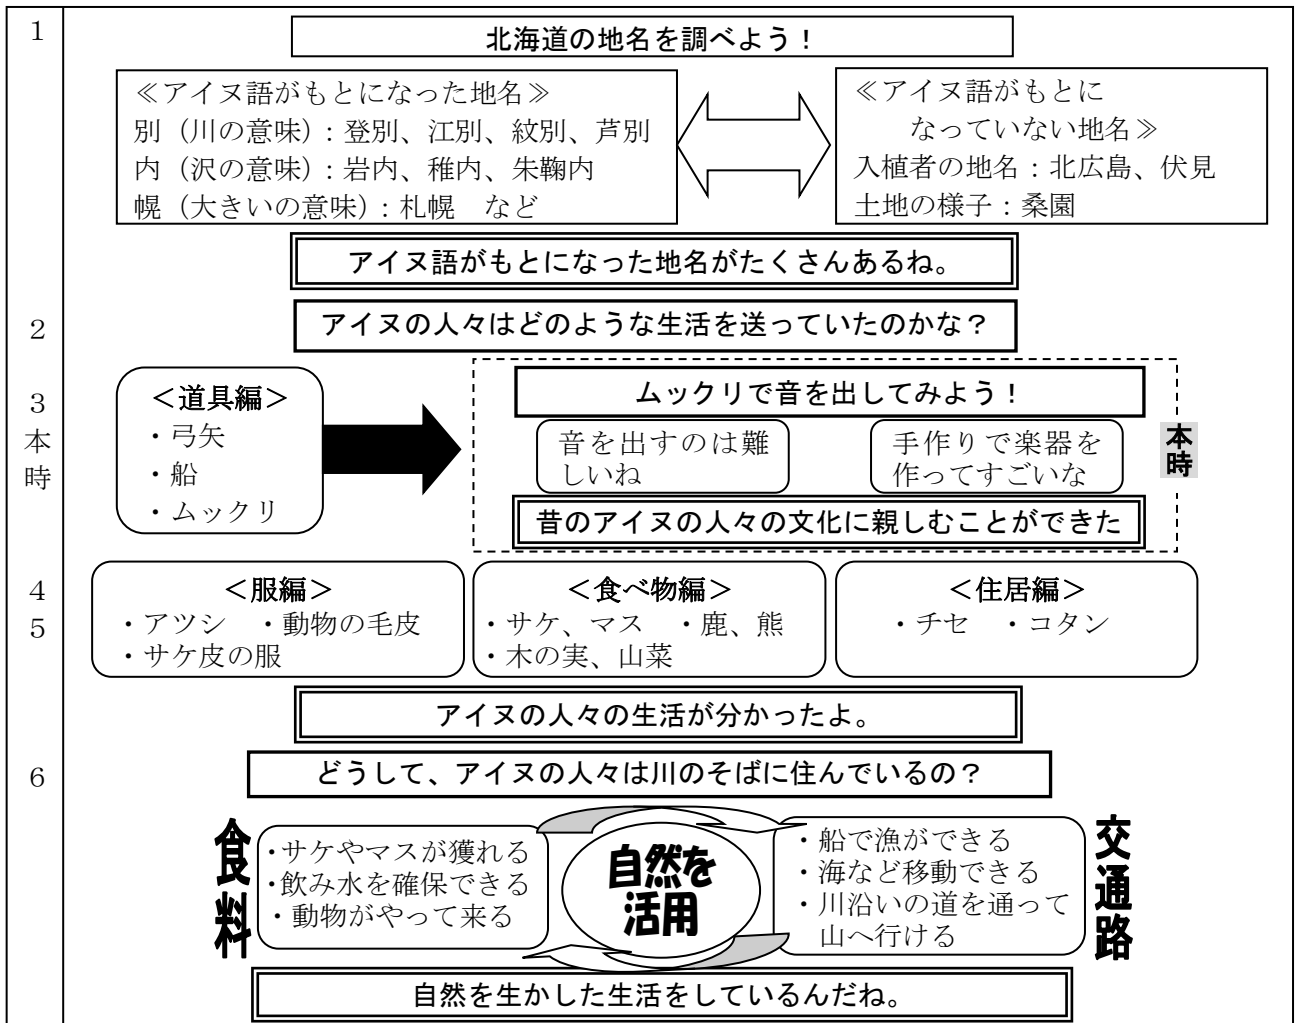 1
北海道の地名を調べよう！
≪アイヌ語がもとになった地名≫
別（川の意味）：登別、江別、紋別、芦別
内（沢の意味）：岩内、稚内、朱鞠内
幌（大きいの意味）：札幌　など
≪アイヌ語がもとに
なっていない地名≫
入植者の地名：北広島、伏見
土地の様子：桑園
アイヌ語がもとになった地名がたくさんあるね。
2
アイヌの人々はどのような生活を送っていたのかな？
3
本
時
＜道具編＞
・弓矢
・船
・ムックリ
ムックリで音を出してみよう！
音を出すのは難
しいね
手作りで楽器を
作ってすごいな
本時
昔のアイヌの人々の文化に親しむことができた
4
5
＜服編＞
・アツシ　・動物の毛皮
・サケ皮の服
＜食べ物編＞
・サケ、マス　・鹿、熊
・木の実、山菜
＜住居編＞
・チセ　・コタン
アイヌの人々の生活が分かったよ。
6
どうして、アイヌの人々は川のそばに住んでいるの？
食料
・サケやマスが獲れる
・飲み水を確保できる
・動物がやって来る
自然を
活用
・船で漁ができる
・海など移動できる
・川沿いの道を通って
山へ行ける
交通路
自然を生かした生活をしているんだね。